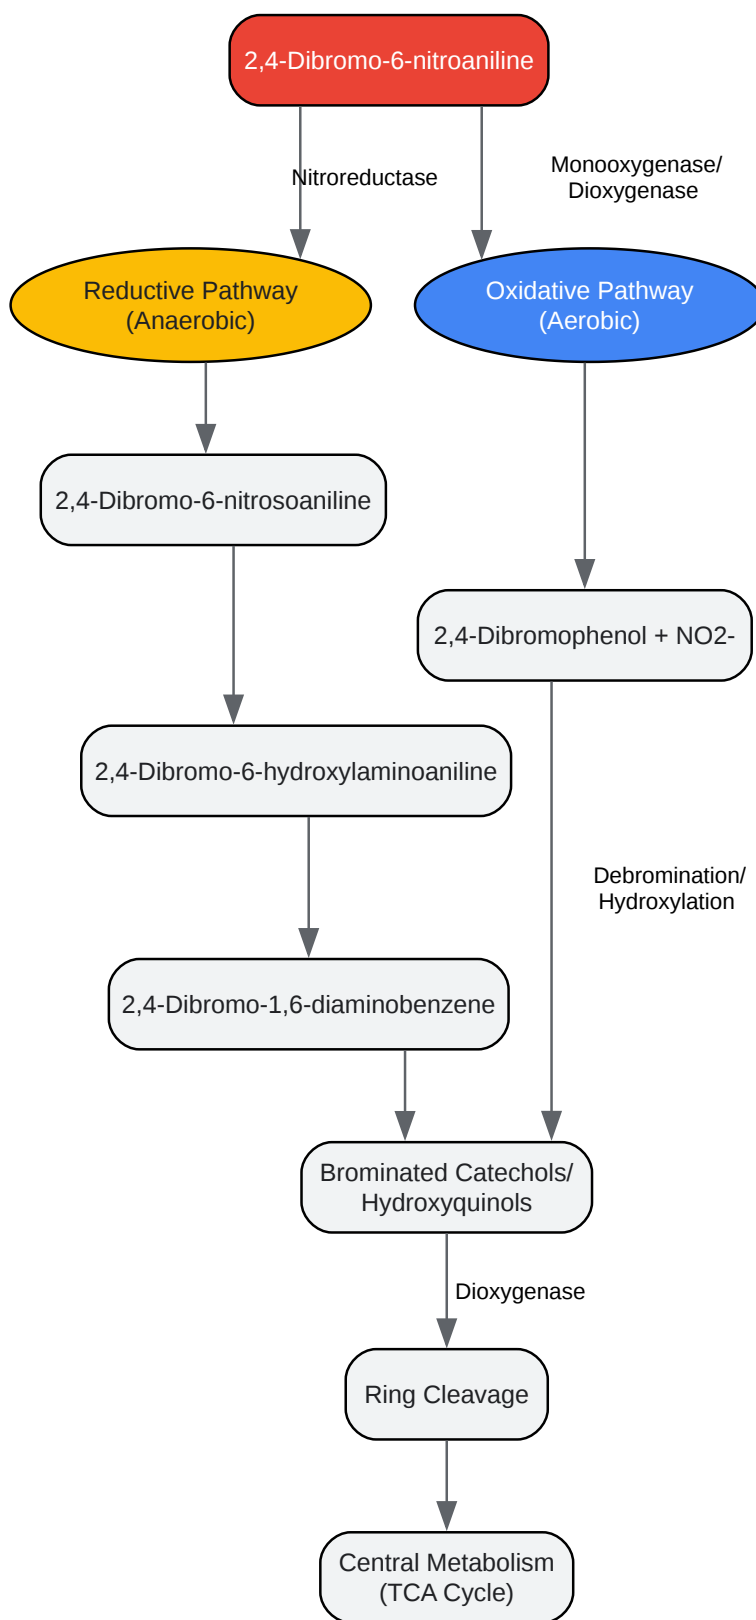 2,4-Dibromo-6-nitroaniline
Nitroreductase
Monooxygenase/
Dioxygenase
Reductive Pathway
(Anaerobic)
Oxidative Pathway
(Aerobic)
2,4-Dibromo-6-nitrosoaniline
2,4-Dibromophenol + NO2-
2,4-Dibromo-6-hydroxylaminoaniline
Debromination/
Hydroxylation
2,4-Dibromo-1,6-diaminobenzene
Brominated Catechols/
Hydroxyquinols
Dioxygenase
Ring Cleavage
Central Metabolism
(TCA Cycle)